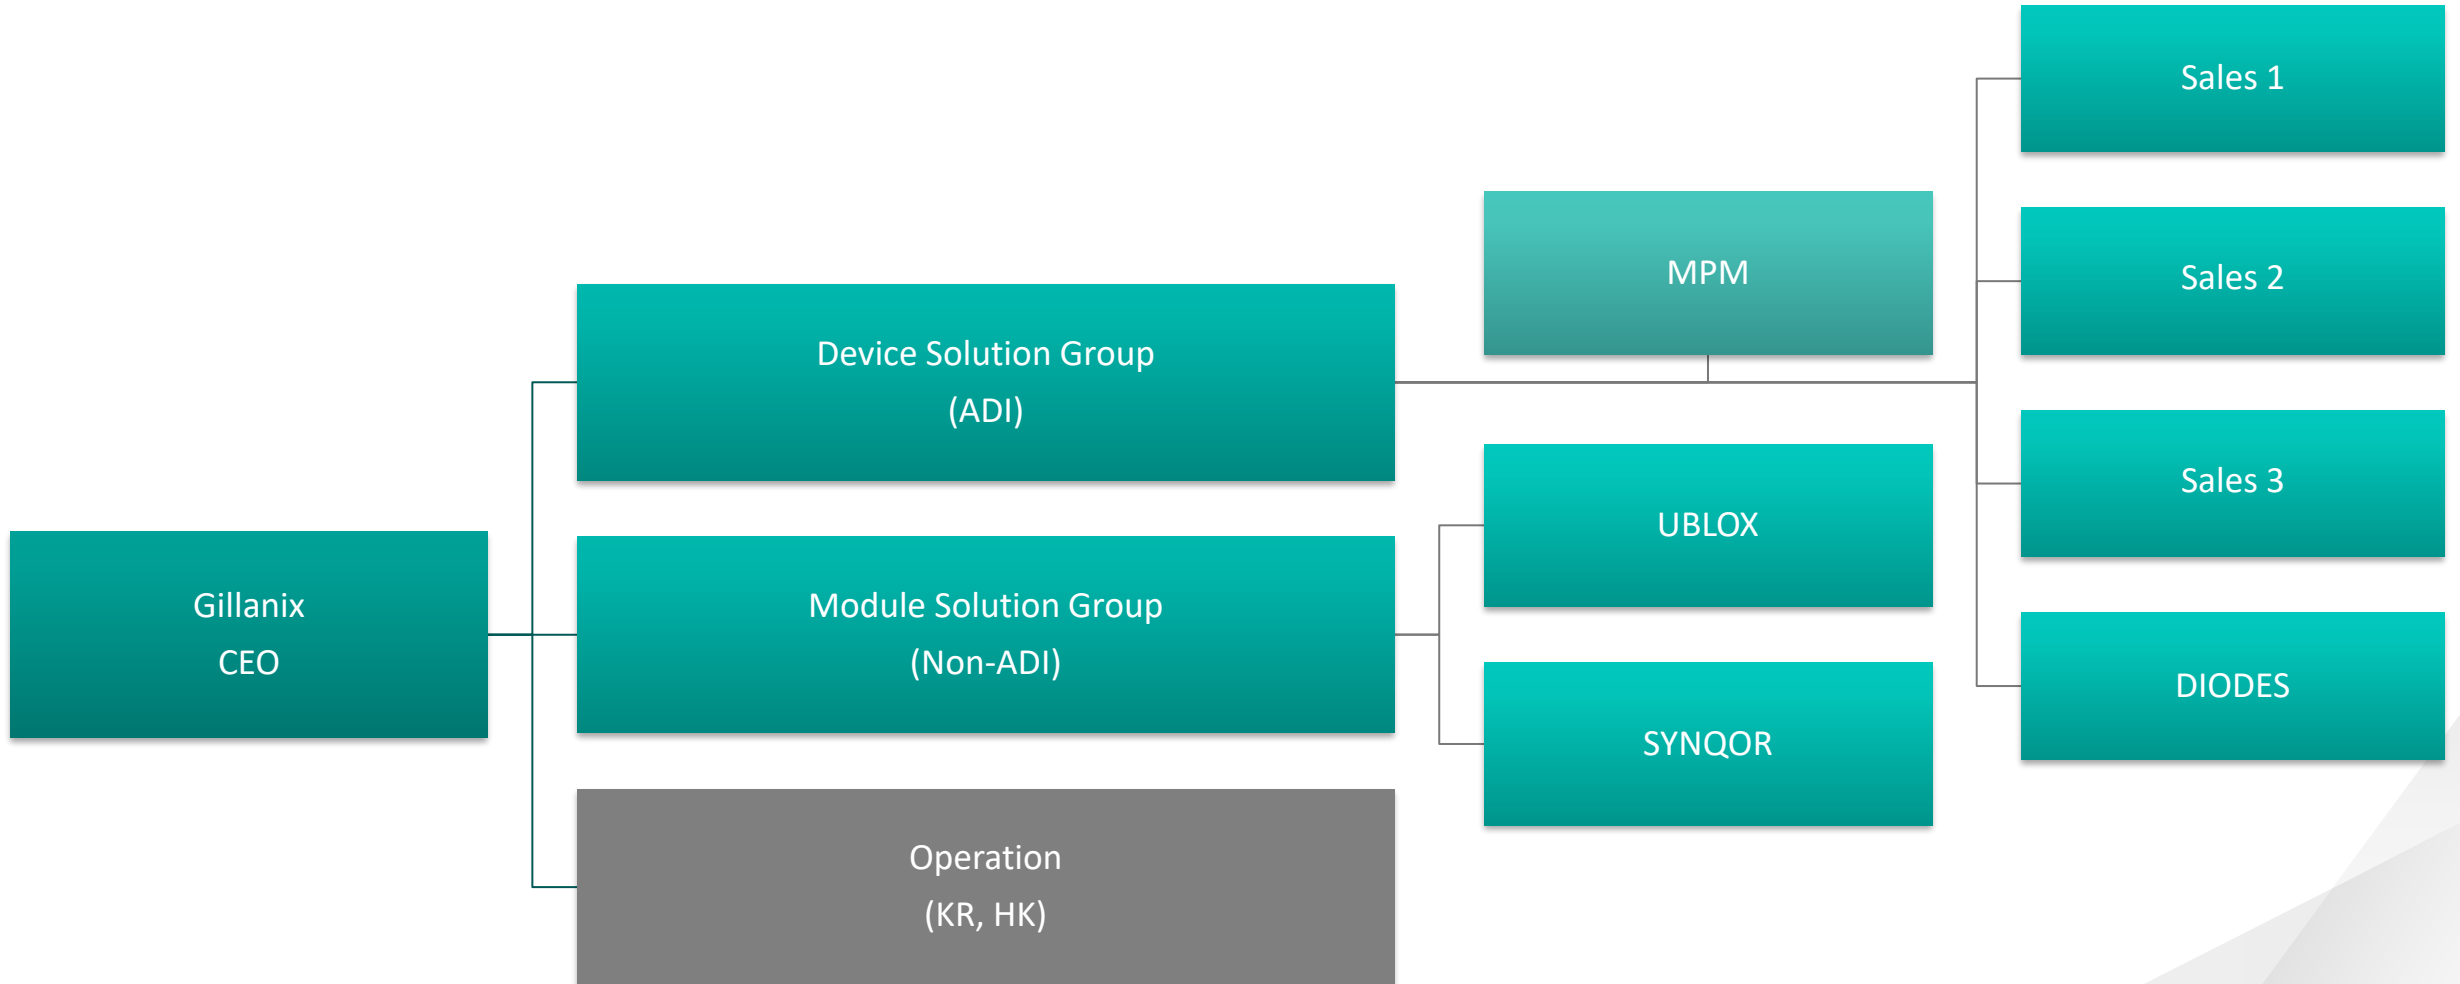 Gillanix
CEO
Device Solution Group
(ADI)
Module Solution Group
(Non-ADI)
Operation
(KR, HK)
MPM
UBLOX
SYNQOR
Sales 1
Sales 2
Sales 3
DIODES